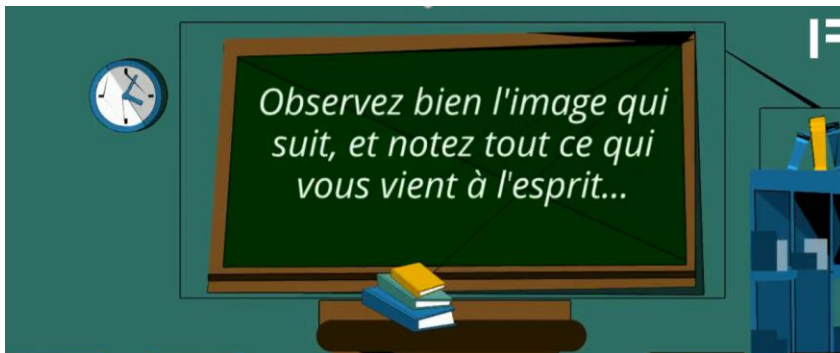 Observez bien l'image qui
suit, et notez tout ce qui
vous vient à l'esprit...